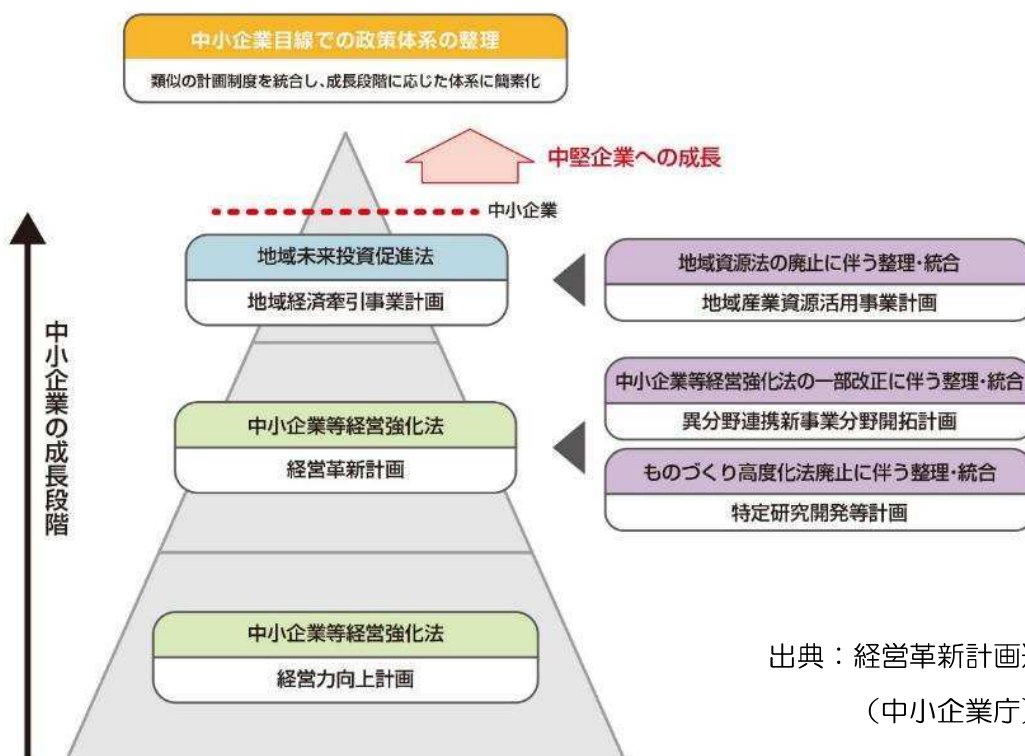 中小企業目線での政策体系の整理
類似の計画制度を統合し、成長段階に応じた体系に簡素化
中堅企業への成長
中小企業
地域未来投資促進法
地域経済牽引事業計画
地域資源法の廃止に伴う整理・統合
地域産業資源活用事業計画
中小企業の成長段階
中小企業等経営強化法の一部改正に伴う整理・統合
異分野連携新事業分野開拓計画
中小企業等経営強化法
経営革新計画
ものづくり高度化法廃止に伴う整理・統合
特定研究開発等計画
中小企業等経営強化法
経営力向上計画
出典：経営革新計画
（中小企業庁）